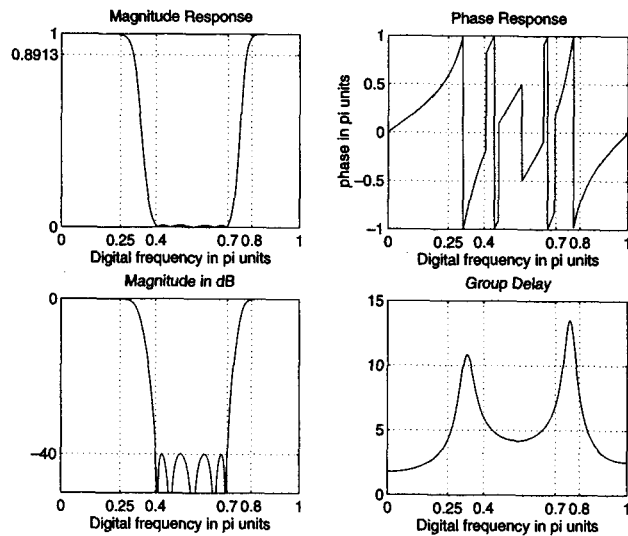 Magnitude Response
1
0.8913
0
0 0.25 0.4 0.7 0.8 1
Digital frequency in pi units
Phase Response
phase in pi units
1
0.5
0
−0.5
−1
0 0.25 0.4 0.7 0.8 1
Digital frequency in pi units
Magnitude in dB
0
−40
0 0.25 0.4 0.7 0.8 1
Digital frequency in pi units
Group Delay
15
10
5
0
0 0.25 0.4 0.7 0.8 1
Digital frequency in pi units